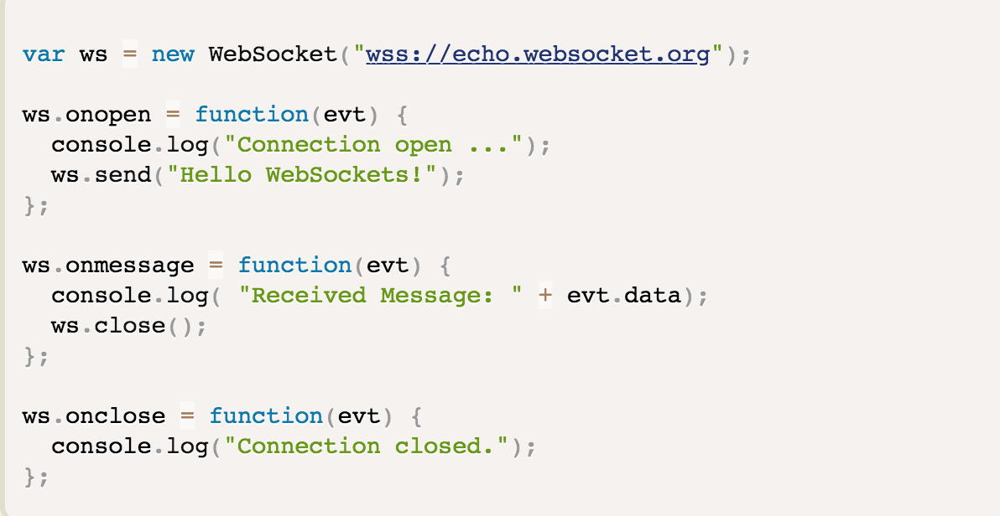 var ws = new WebSocket("wss://echo.websocket.org");
ws.onopen = function(evt) {
  console.log("Connection open ...");
  ws.send("Hello WebSockets!");
};
ws.onmessage = function(evt) {
  console.log( "Received Message: " + evt.data);
  ws.close();
};
ws.onclose = function(evt) {
  console.log("Connection closed.");
};